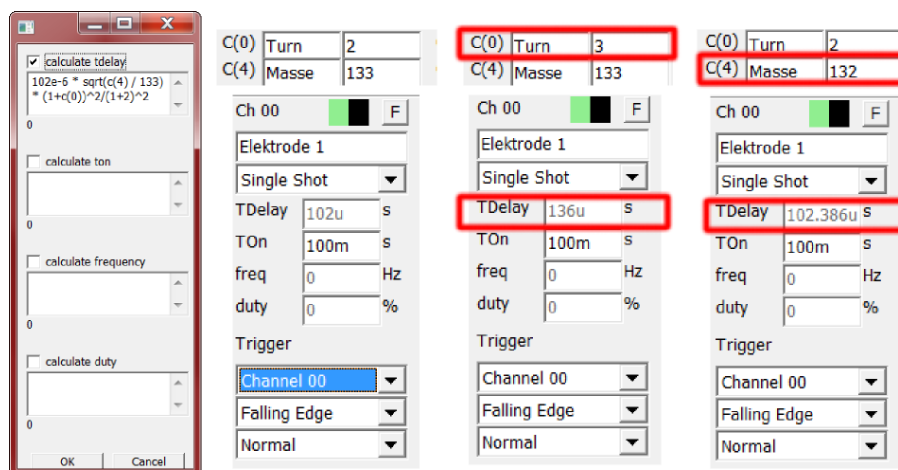 calculate tdelay
102e-6 * sqrt(c(4) / 133)
* (1+c(0))^2/(1+2)^2
0
calculate ton
0
calculate frequency
0
calculate duty
0
OK Cancel
C(0) Turn 2
C(4) Masse 133
Ch 00 F
Elektrode 1
Single Shot
TDelay 102u s
TOn 100m s
freq 0 Hz
duty 0 %
Trigger
Channel 00
Falling Edge
Normal
C(0) Turn 3
C(4) Masse 133
Ch 00 F
Elektrode 1
Single Shot
TDelay 136u s
TOn 100m s
freq 0 Hz
duty 0 %
Trigger
Channel 00
Falling Edge
Normal
C(0) Turn 2
C(4) Masse 132
Ch 00 F
Elektrode 1
Single Shot
TDelay 102.386u s
TOn 100m s
freq 0 Hz
duty 0 %
Trigger
Channel 00
Falling Edge
Normal